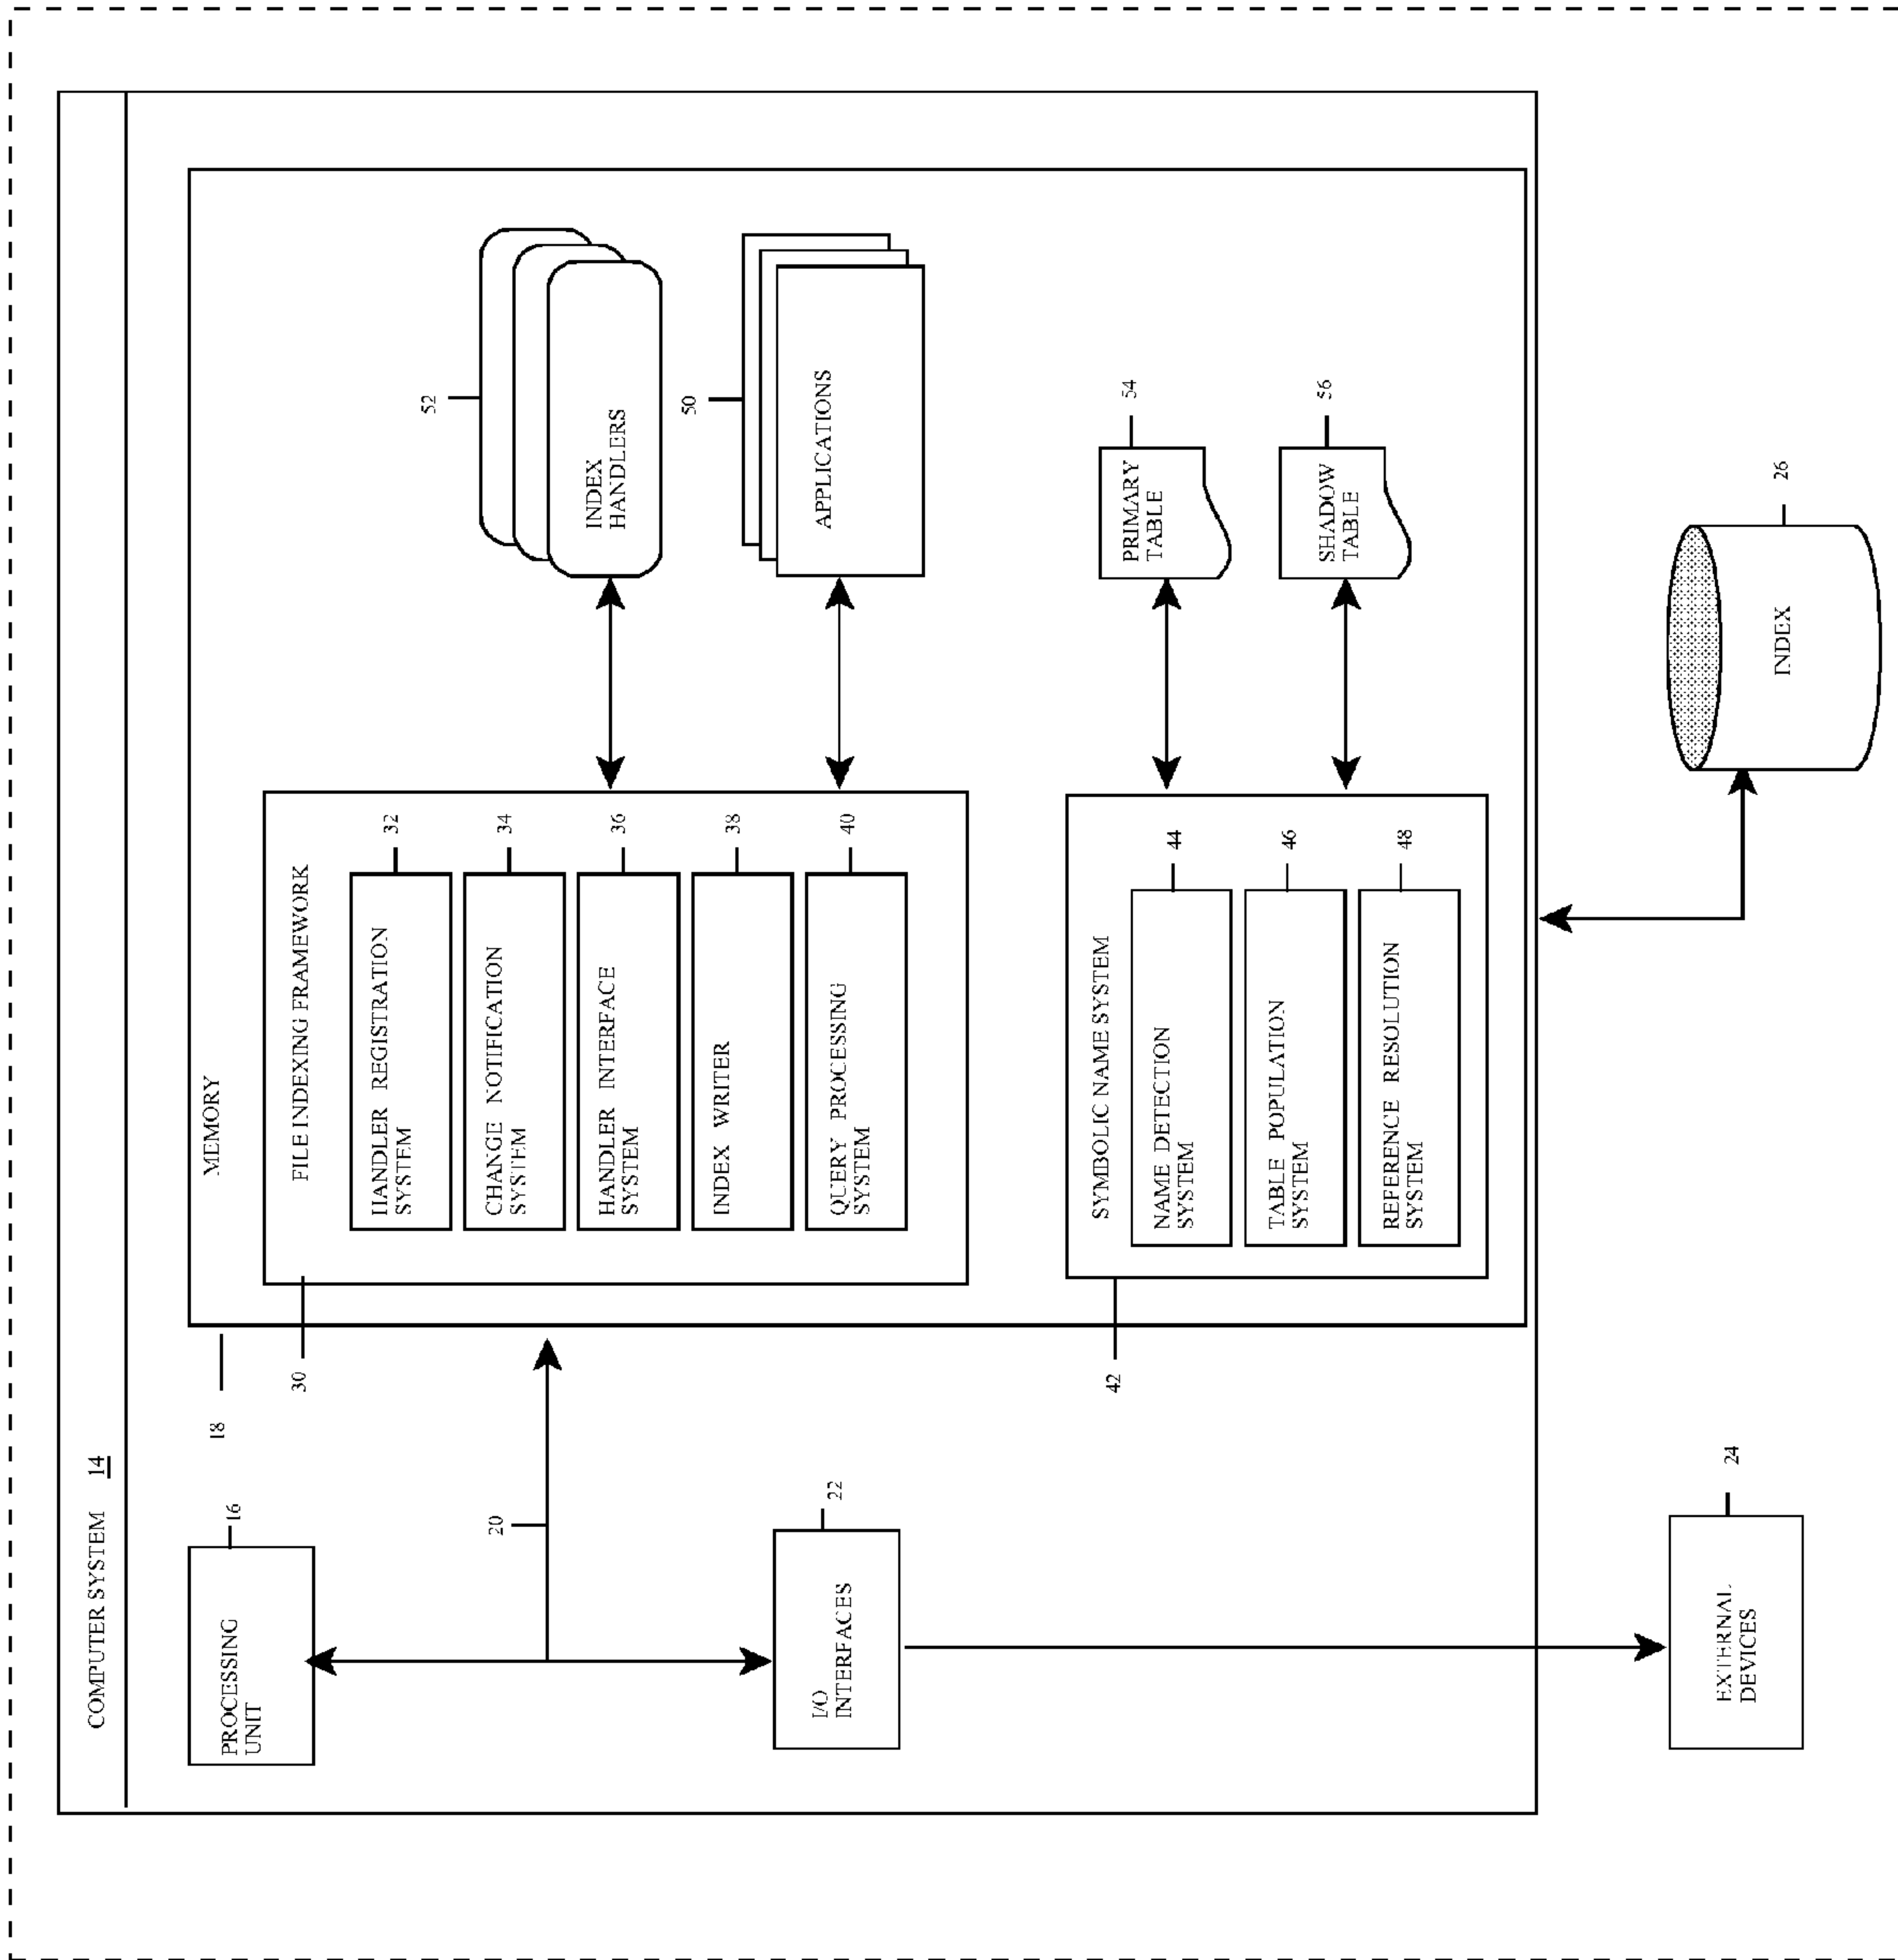 COMPUTER SYSTEM 14
PROCESSING
UNIT
16
18
MEMORY
30
FILE INDEXING FRAMEWORK
HANDLER REGISTRATION
SYSTEM
32
CHANGE NOTIFICATION
SYSTEM
34
HANDLER INTERFACE
SYSTEM
36
INDEX WRITER
38
QUERY PROCESSING
SYSTEM
40
52
INDEX
HANDLERS
50
APPLICATIONS
20
I/O
INTERFACES
22
42
SYMBOLIC NAME SYSTEM
NAME DETECTION
SYSTEM
44
TABLE POPULATION
SYSTEM
46
REFERENCE RESOLUTION
SYSTEM
48
PRIMARY
TABLE
54
SHADOW
TABLE
56
EXTERNAL
DEVICES
24
INDEX
26